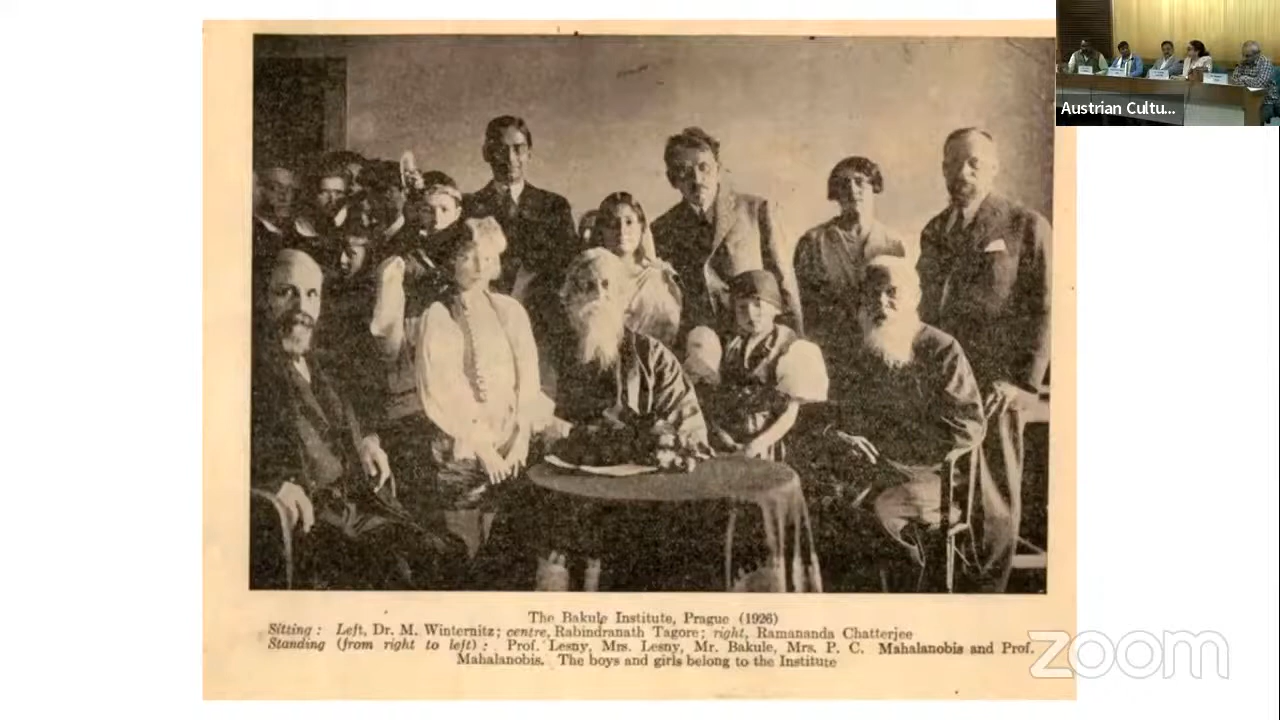 Austrian Cultu...
The Bakule Institute, Prague (1926)
Sitting : Left, Dr. M. Winternitz; centre, Rabindranath Tagore; right, Ramananda Chatterjee
Standing (from right to left) : Prof. Lesny, Mrs. Lesny, Mr. Bakule, Mrs. P. C. Mahalanobis and Prof.
Mahalanobis. The boys and girls belong to the Institute
zoom